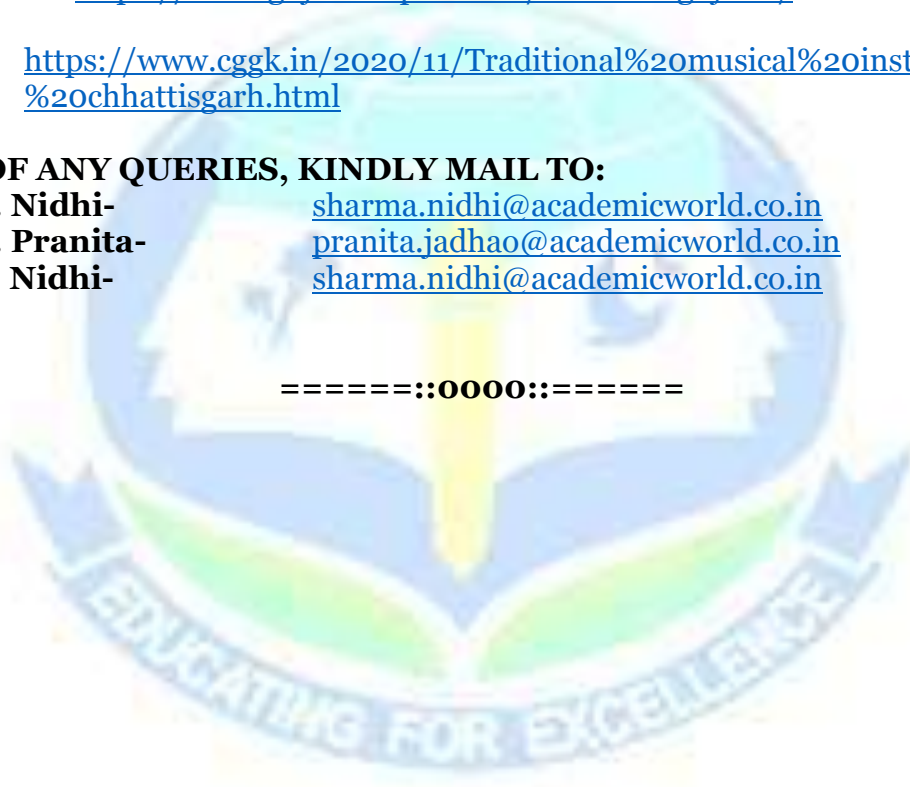 https://www.cggk.in/2020/11/Traditional%20musical%20inst
%20chhattisgarh.html
OF ANY QUERIES, KINDLY MAIL TO:
. Nidhi- sharma.nidhi@academicworld.co.in
. Pranita- pranita.jadhao@academicworld.co.in
Nidhi- sharma.nidhi@academicworld.co.in
======::0000::======
EDUCATING FOR EXCELLENCE